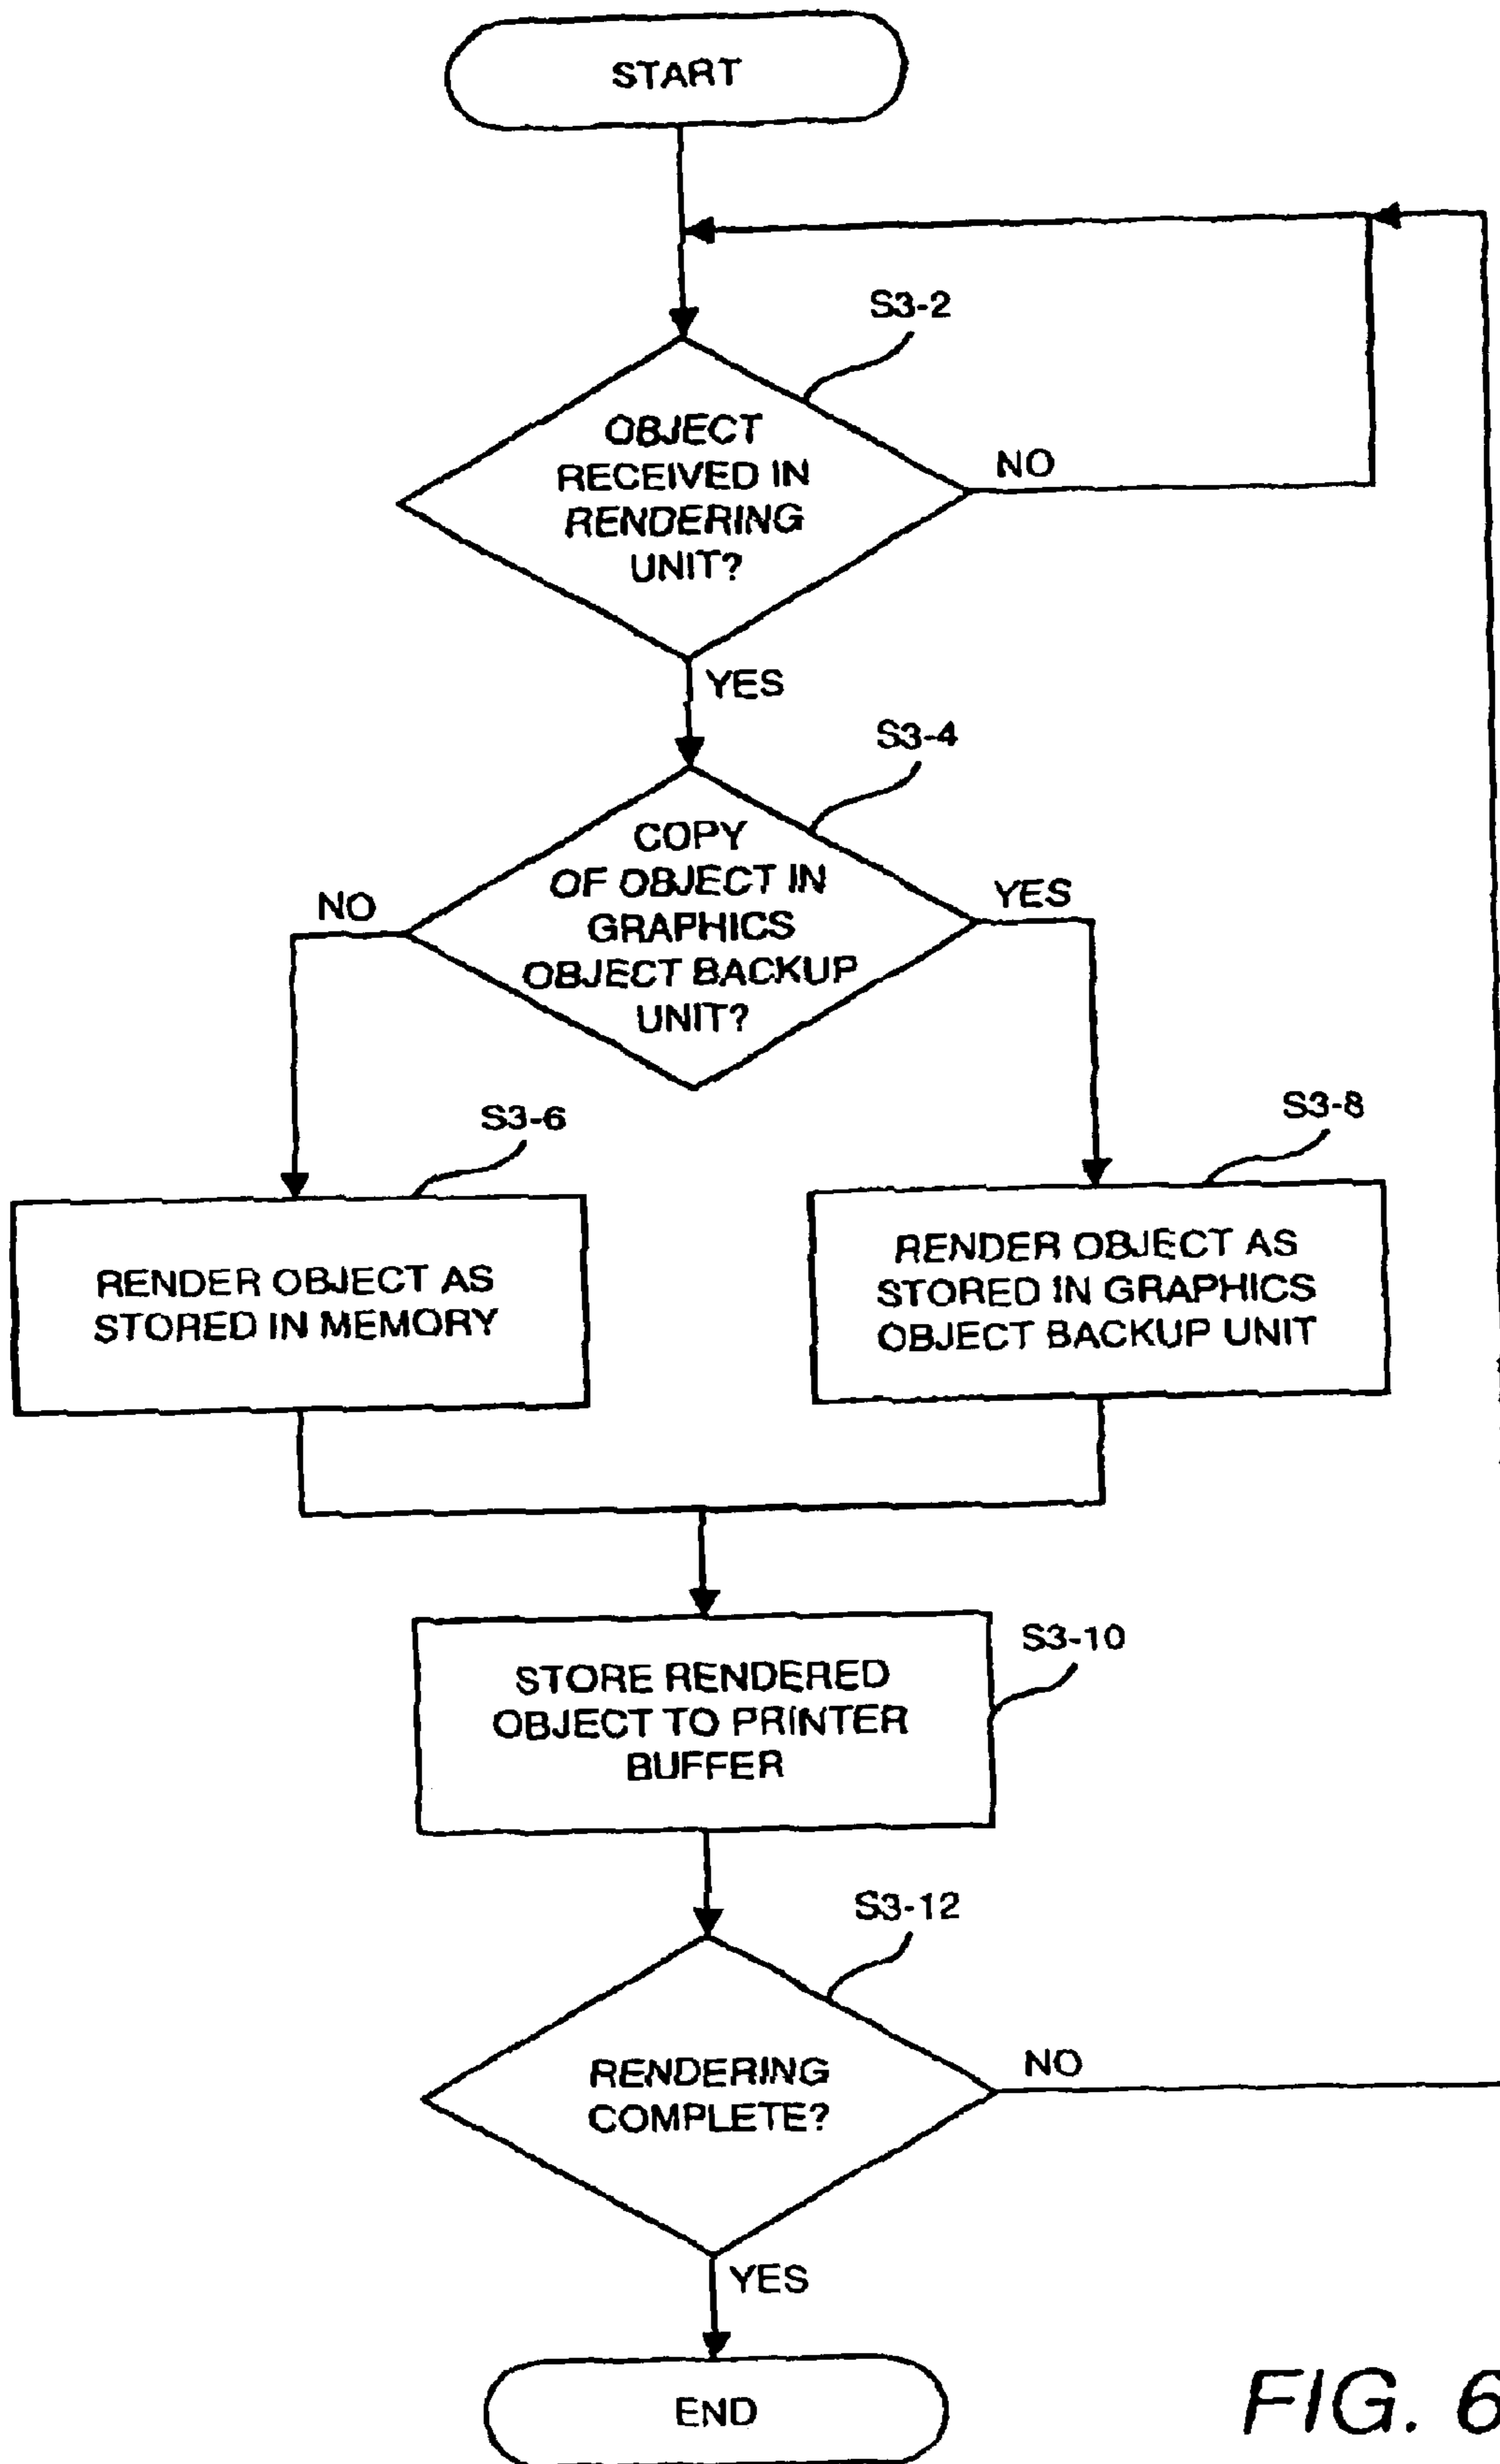 START
S3-2
OBJECT
RECEIVED IN
RENDERING
UNIT?
NO
YES
S3-4
COPY
OF OBJECT IN
GRAPHICS
OBJECT BACKUP
UNIT?
NO
YES
S3-6
S3-8
RENDER OBJECT AS
STORED IN MEMORY
RENDER OBJECT AS
STORED IN GRAPHICS
OBJECT BACKUP UNIT
S3-10
STORE RENDERED
OBJECT TO PRINTER
BUFFER
S3-12
RENDERING
COMPLETE?
NO
YES
END
FIG. 6